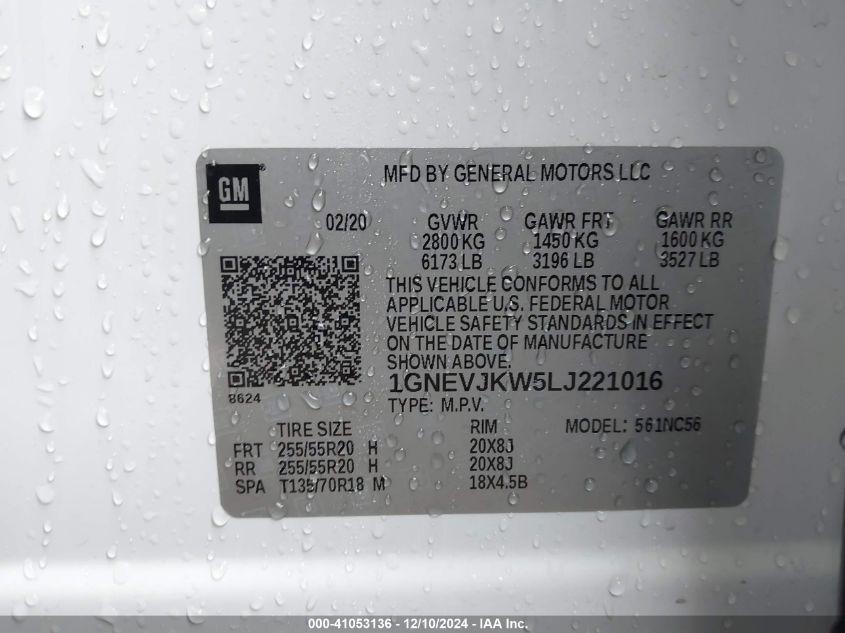 GM ®
MFD BY GENERAL MOTORS LLC
02/20 GVWR GAWR FRT GAWR RR
2800 KG 1450 KG 1600 KG
6173 LB 3196 LB 3527 LB
THIS VEHICLE CONFORMS TO ALL
APPLICABLE U.S. FEDERAL MOTOR
VEHICLE SAFETY STANDARDS IN EFFECT
ON THE DATE OF MANUFACTURE
SHOWN ABOVE.
8624
1GNEVJKW5LJ221016
TYPE: M.P.V.
TIRE SIZE RIM MODEL: 561NC56
FRT 255/55R20 H 20X8J
RR 255/55R20 H 20X8J
SPA T135/70R18 M 18X4.5B
000-41053136 - 12/10/2024 - IAA Inc.